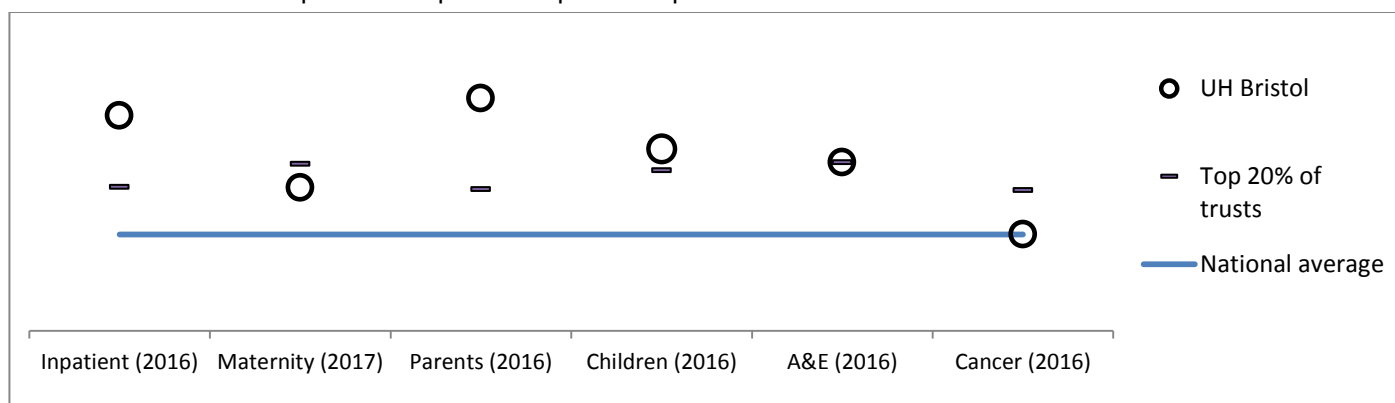 UH Bristol
Top 20% of
trusts
National average
Inpatient (2016) Maternity (2017) Parents (2016) Children (2016) A&E (2016) Cancer (2016)